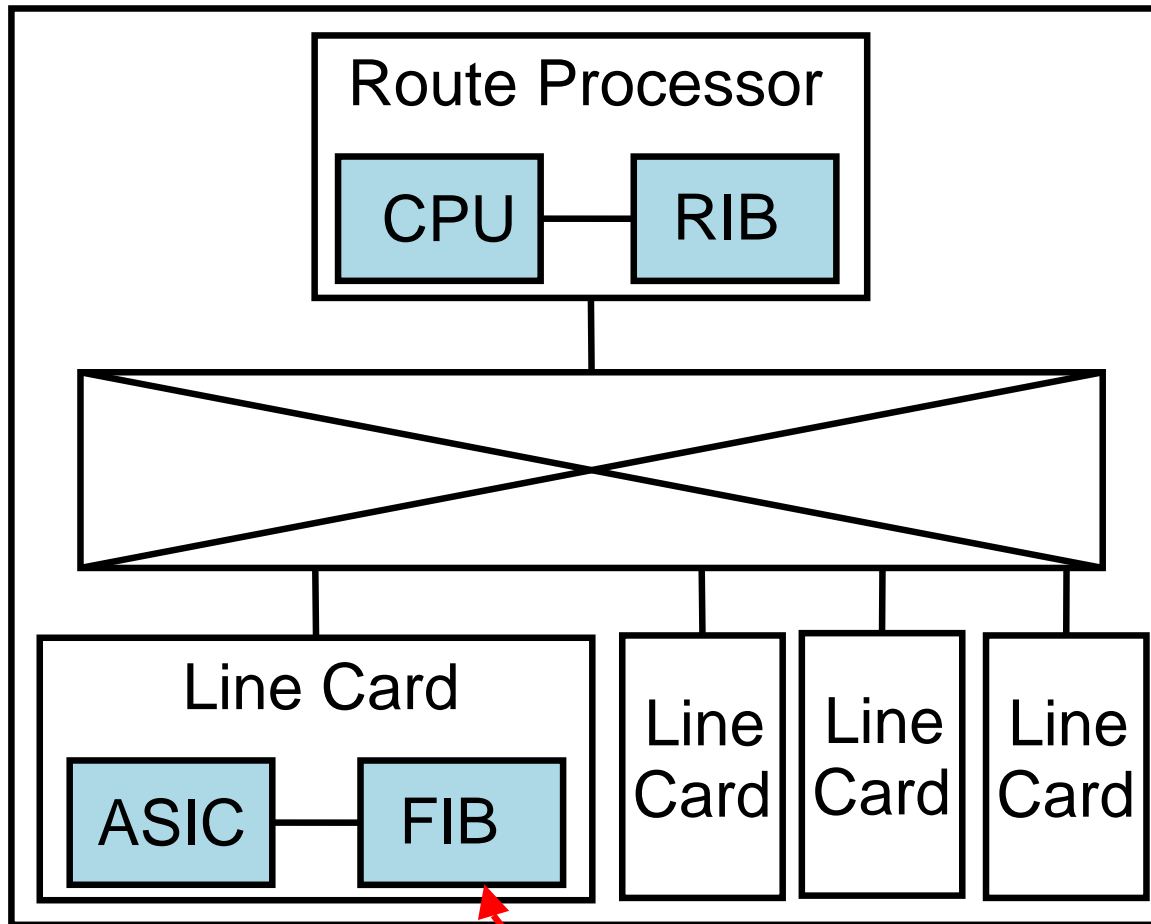 Route Processor
CPU
RIB
Line Card
ASIC
FIB
Line
Card
Line
Card
Line
Card